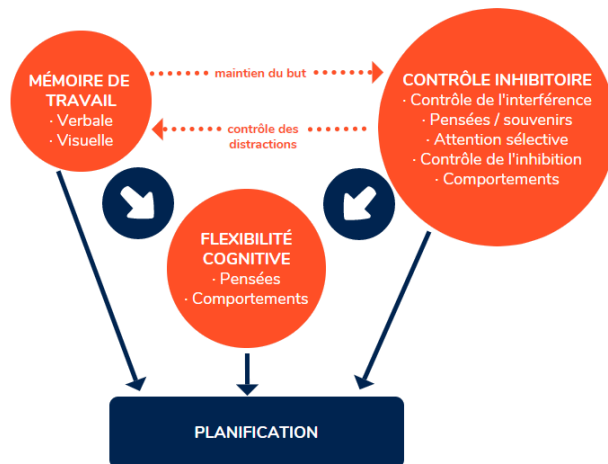 MÉMOIRE DE
TRAVAIL
· Verbale
· Visuelle
maintien du but
contrôle des
distractions
CONTRÔLE INHIBITOIRE
· Contrôle de l'interférence
· Pensées / souvenirs
· Attention sélective
· Contrôle de l'inhibition
· Comportements
FLEXIBILITÉ
COGNITIVE
· Pensées
· Comportements
PLANIFICATION